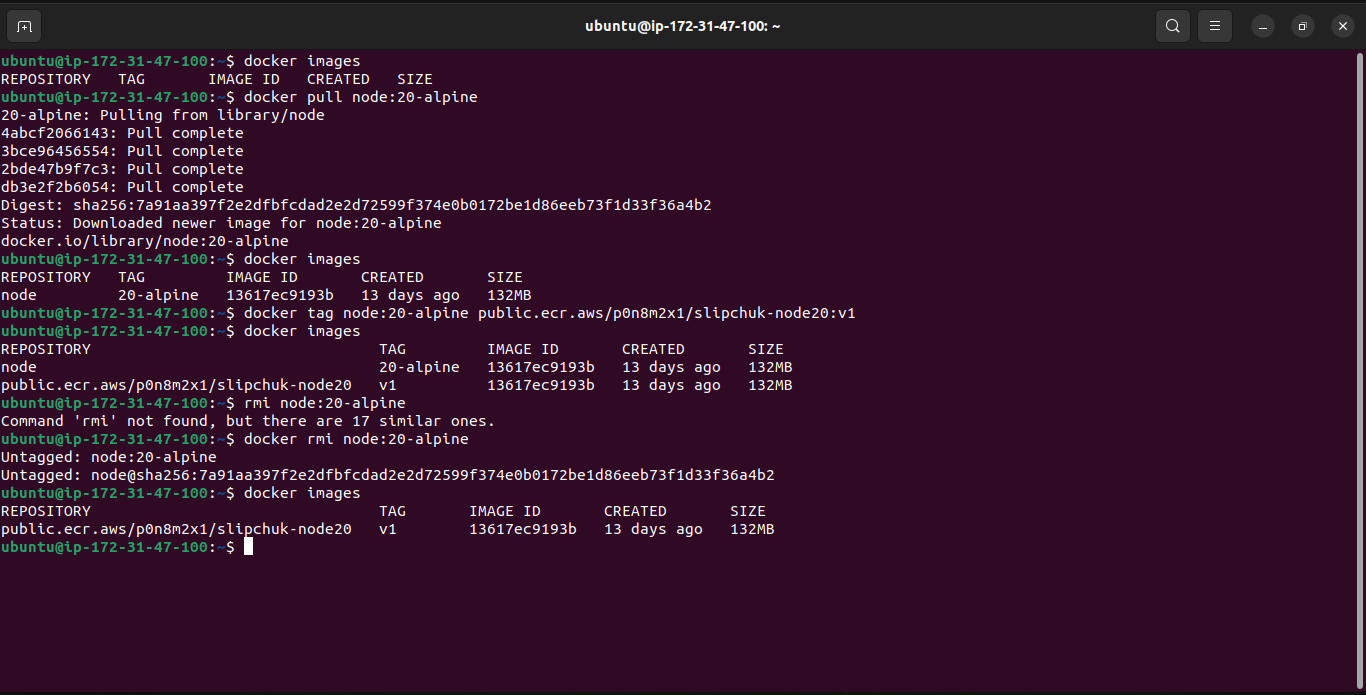 ubuntu@ip-172-31-47-100: ~
ubuntu@ip-172-31-47-100:~$ docker images
REPOSITORY   TAG       IMAGE ID   CREATED   SIZE
ubuntu@ip-172-31-47-100:~$ docker pull node:20-alpine
20-alpine: Pulling from library/node
4abcf2066143: Pull complete
3bce96456554: Pull complete
2bde47b9f7c3: Pull complete
db3e2f2b6054: Pull complete
Digest: sha256:7a91aa397f2e2dfbfcdad2e2d72599f374e0b0172be1d86eeb73f1d33f36a4b2
Status: Downloaded newer image for node:20-alpine
docker.io/library/node:20-alpine
ubuntu@ip-172-31-47-100:~$ docker images
REPOSITORY   TAG         IMAGE ID       CREATED       SIZE
node         20-alpine   13617ec9193b   13 days ago   132MB
ubuntu@ip-172-31-47-100:~$ docker tag node:20-alpine public.ecr.aws/p0n8m2x1/slipchuk-node20:v1
ubuntu@ip-172-31-47-100:~$ docker images
REPOSITORY                                TAG         IMAGE ID       CREATED       SIZE
node                                      20-alpine   13617ec9193b   13 days ago   132MB
public.ecr.aws/p0n8m2x1/slipchuk-node20   v1          13617ec9193b   13 days ago   132MB
ubuntu@ip-172-31-47-100:~$ rmi node:20-alpine
Command 'rmi' not found, but there are 17 similar ones.
ubuntu@ip-172-31-47-100:~$ docker rmi node:20-alpine
Untagged: node:20-alpine
Untagged: node@sha256:7a91aa397f2e2dfbfcdad2e2d72599f374e0b0172be1d86eeb73f1d33f36a4b2
ubuntu@ip-172-31-47-100:~$ docker images
REPOSITORY                                TAG       IMAGE ID       CREATED       SIZE
public.ecr.aws/p0n8m2x1/slipchuk-node20   v1        13617ec9193b   13 days ago   132MB
ubuntu@ip-172-31-47-100:~$